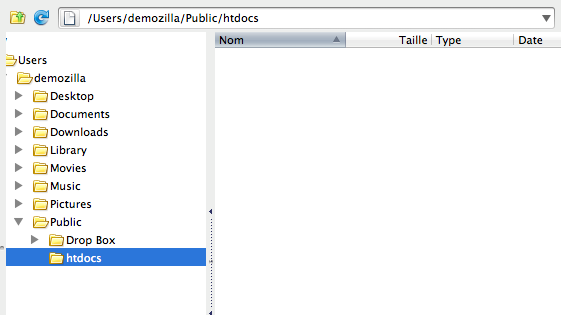 /Users/demozilla/Public/htdocs
Nom Taille Type Date
Users
demozilla
Desktop
Documents
Downloads
Library
Movies
Music
Pictures
Public
Drop Box
htdocs